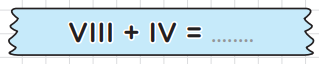 VIII + IV = ........